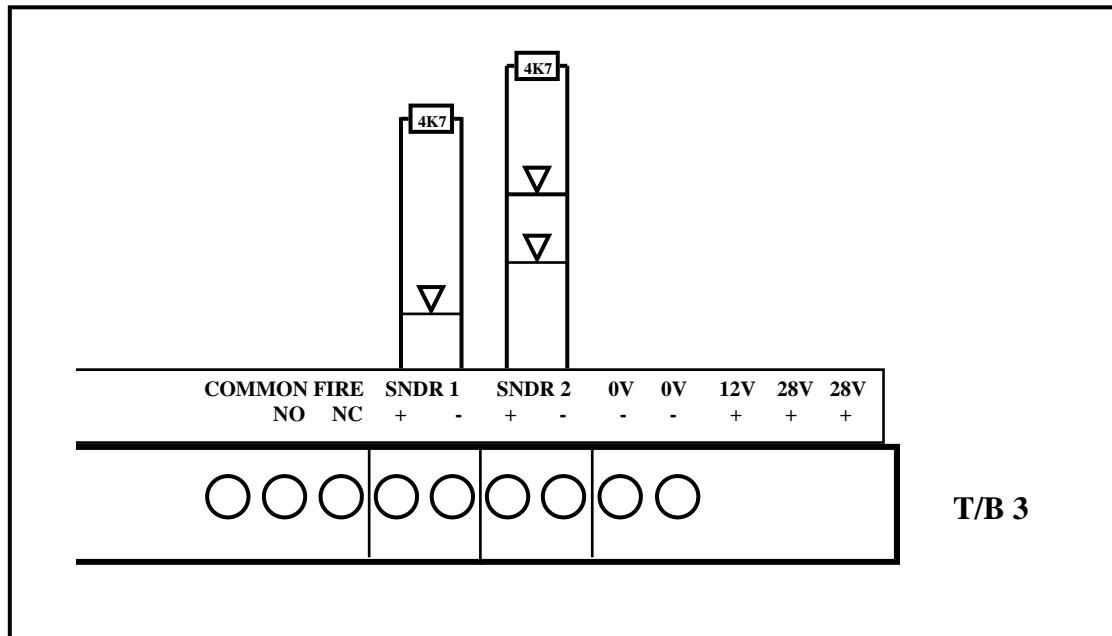 4K7
4K7
COMMON FIRE SNDR 1 SNDR 2 0V 0V 12V 28V 28V
NO NC + - + - - - + + +
T/B 3